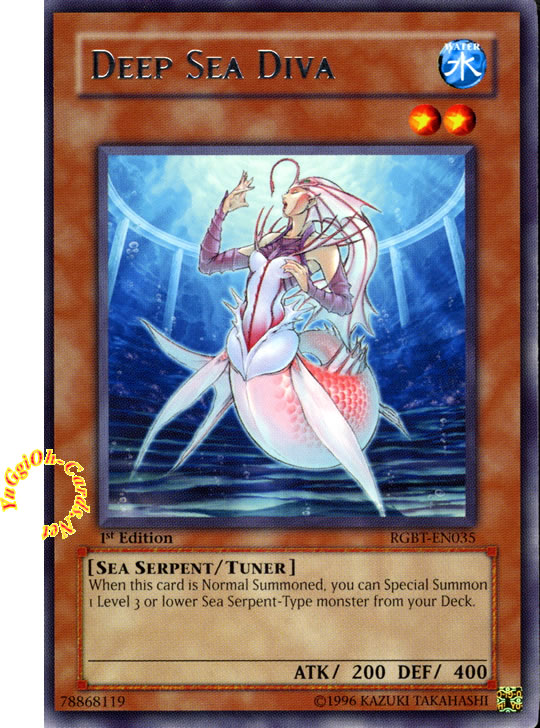 Deep Sea Diva
WATER
水
YuGgiOh-Cards.Net
1st Edition
RGBT-EN035
[Sea Serpent/Tuner]
When this card is Normal Summoned, you can Special Summon
1 Level 3 or lower Sea Serpent-Type monster from your Deck.
ATK/ 200 DEF/ 400
78868119
©1996 KAZUKI TAKAHASHI